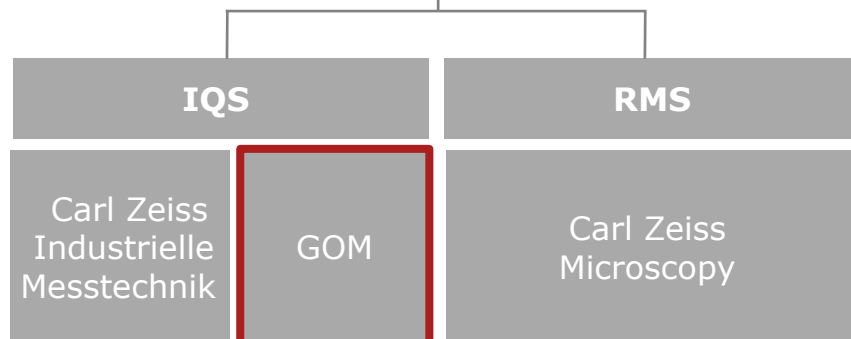 IQS
RMS
Carl Zeiss
Industrielle
Messtechnik
GOM
Carl Zeiss
Microscopy